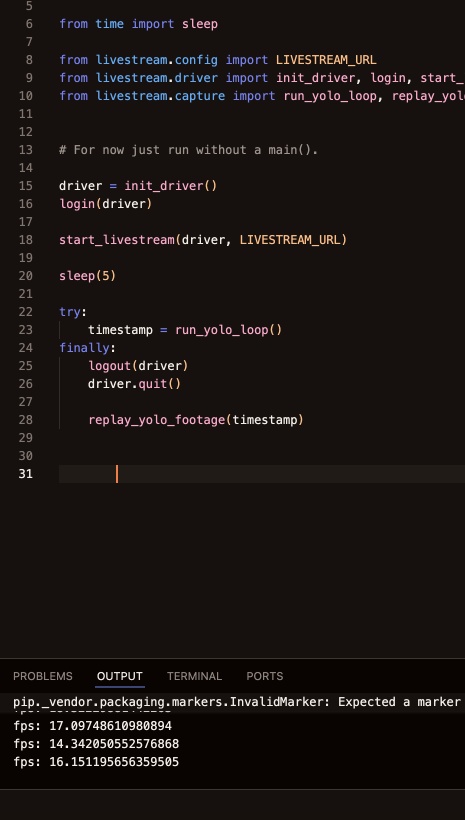 5
6 from time import sleep
7
8 from livestream.config import LIVESTREAM_URL
9 from livestream.driver import init_driver, login, start_
10 from livestream.capture import run_yolo_loop, replay_yol
11
12
13 # For now just run without a main().
14
15 driver = init_driver()
16 login(driver)
17
18 start_livestream(driver, LIVESTREAM_URL)
19
20 sleep(5)
21
22 try:
23     timestamp = run_yolo_loop()
24 finally:
25     logout(driver)
26     driver.quit()
27
28     replay_yolo_footage(timestamp)
29
30
31
PROBLEMS OUTPUT TERMINAL PORTS
pip._vendor.packaging.markers.InvalidMarker: Expected a marker
fps: 17.09748610980894
fps: 14.342050552576868
fps: 16.151195656359505